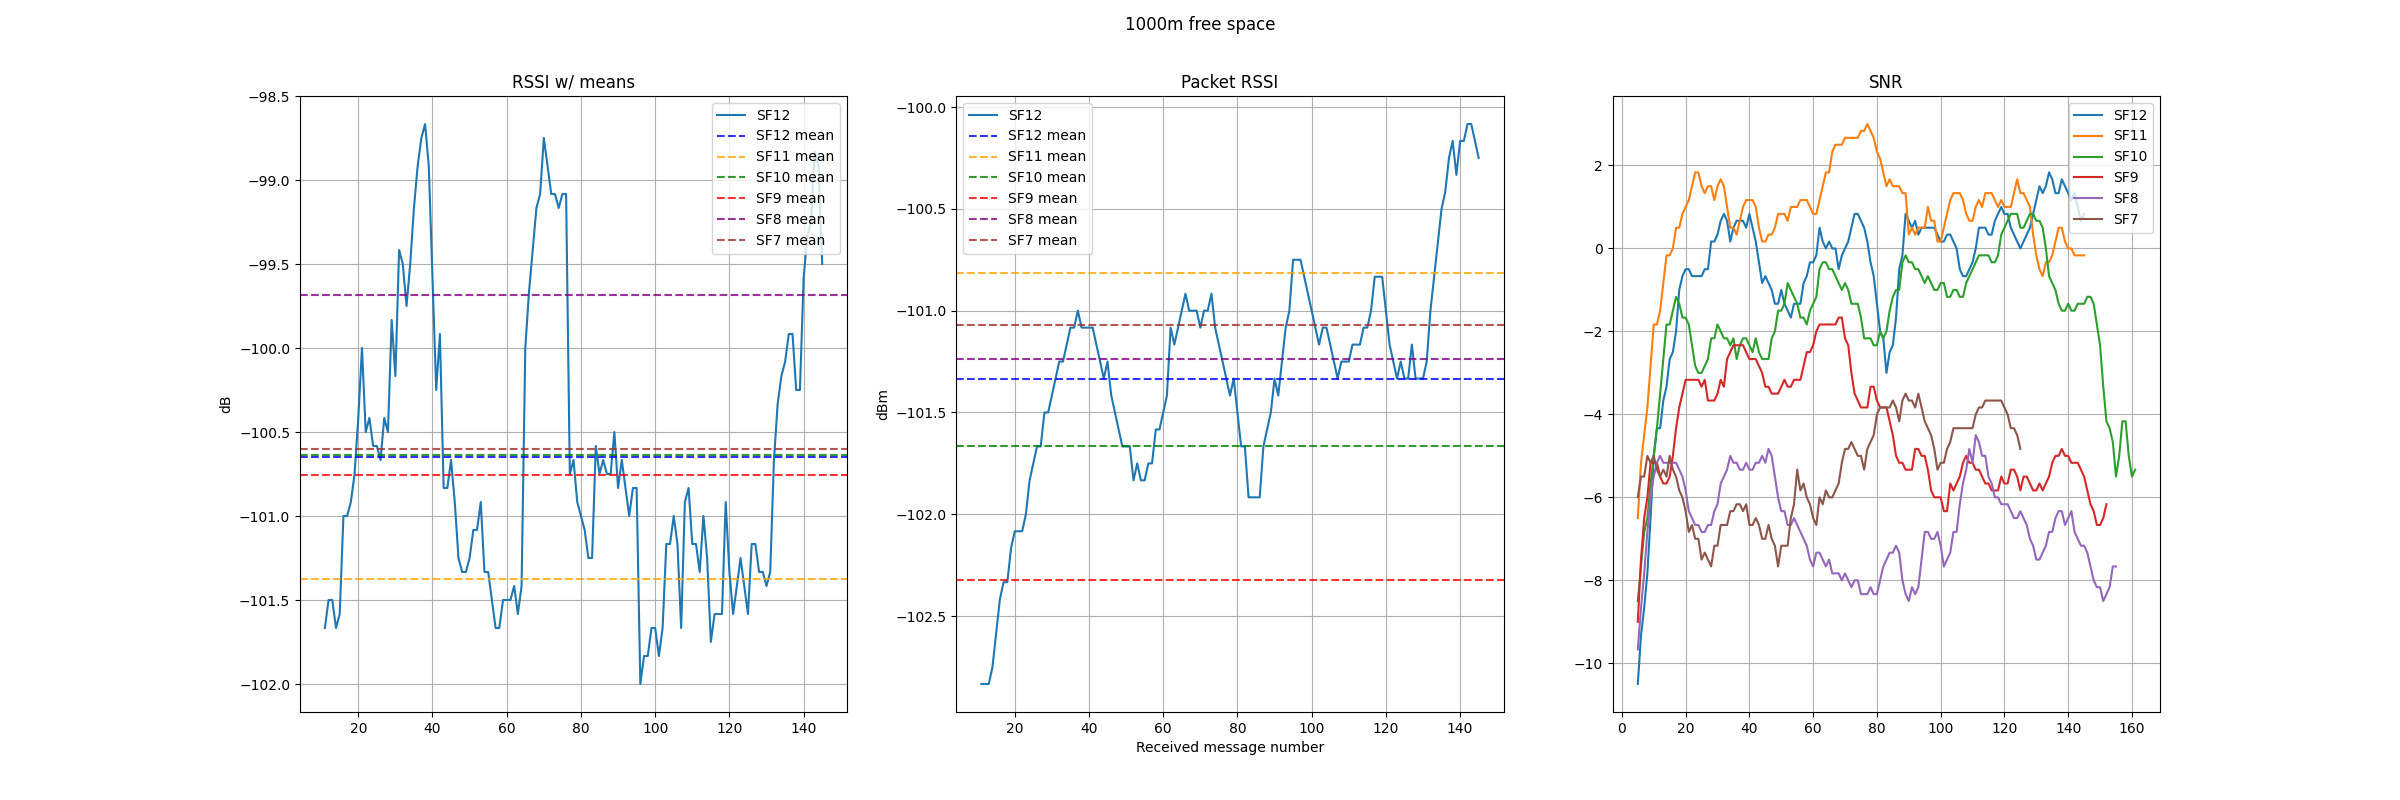 1000m free space
RSSI w/ means
dB
−98.5
−99.0
−99.5
−100.0
−100.5
−101.0
−101.5
−102.0
20 40 60 80 100 120 140
SF12
SF12 mean
SF11 mean
SF10 mean
SF9 mean
SF8 mean
SF7 mean
Packet RSSI
dBm
−100.0
−100.5
−101.0
−101.5
−102.0
−102.5
20 40 60 80 100 120 140
Received message number
SF12
SF12 mean
SF11 mean
SF10 mean
SF9 mean
SF8 mean
SF7 mean
SNR
2
0
−2
−4
−6
−8
−10
0 20 40 60 80 100 120 140 160
SF12
SF11
SF10
SF9
SF8
SF7